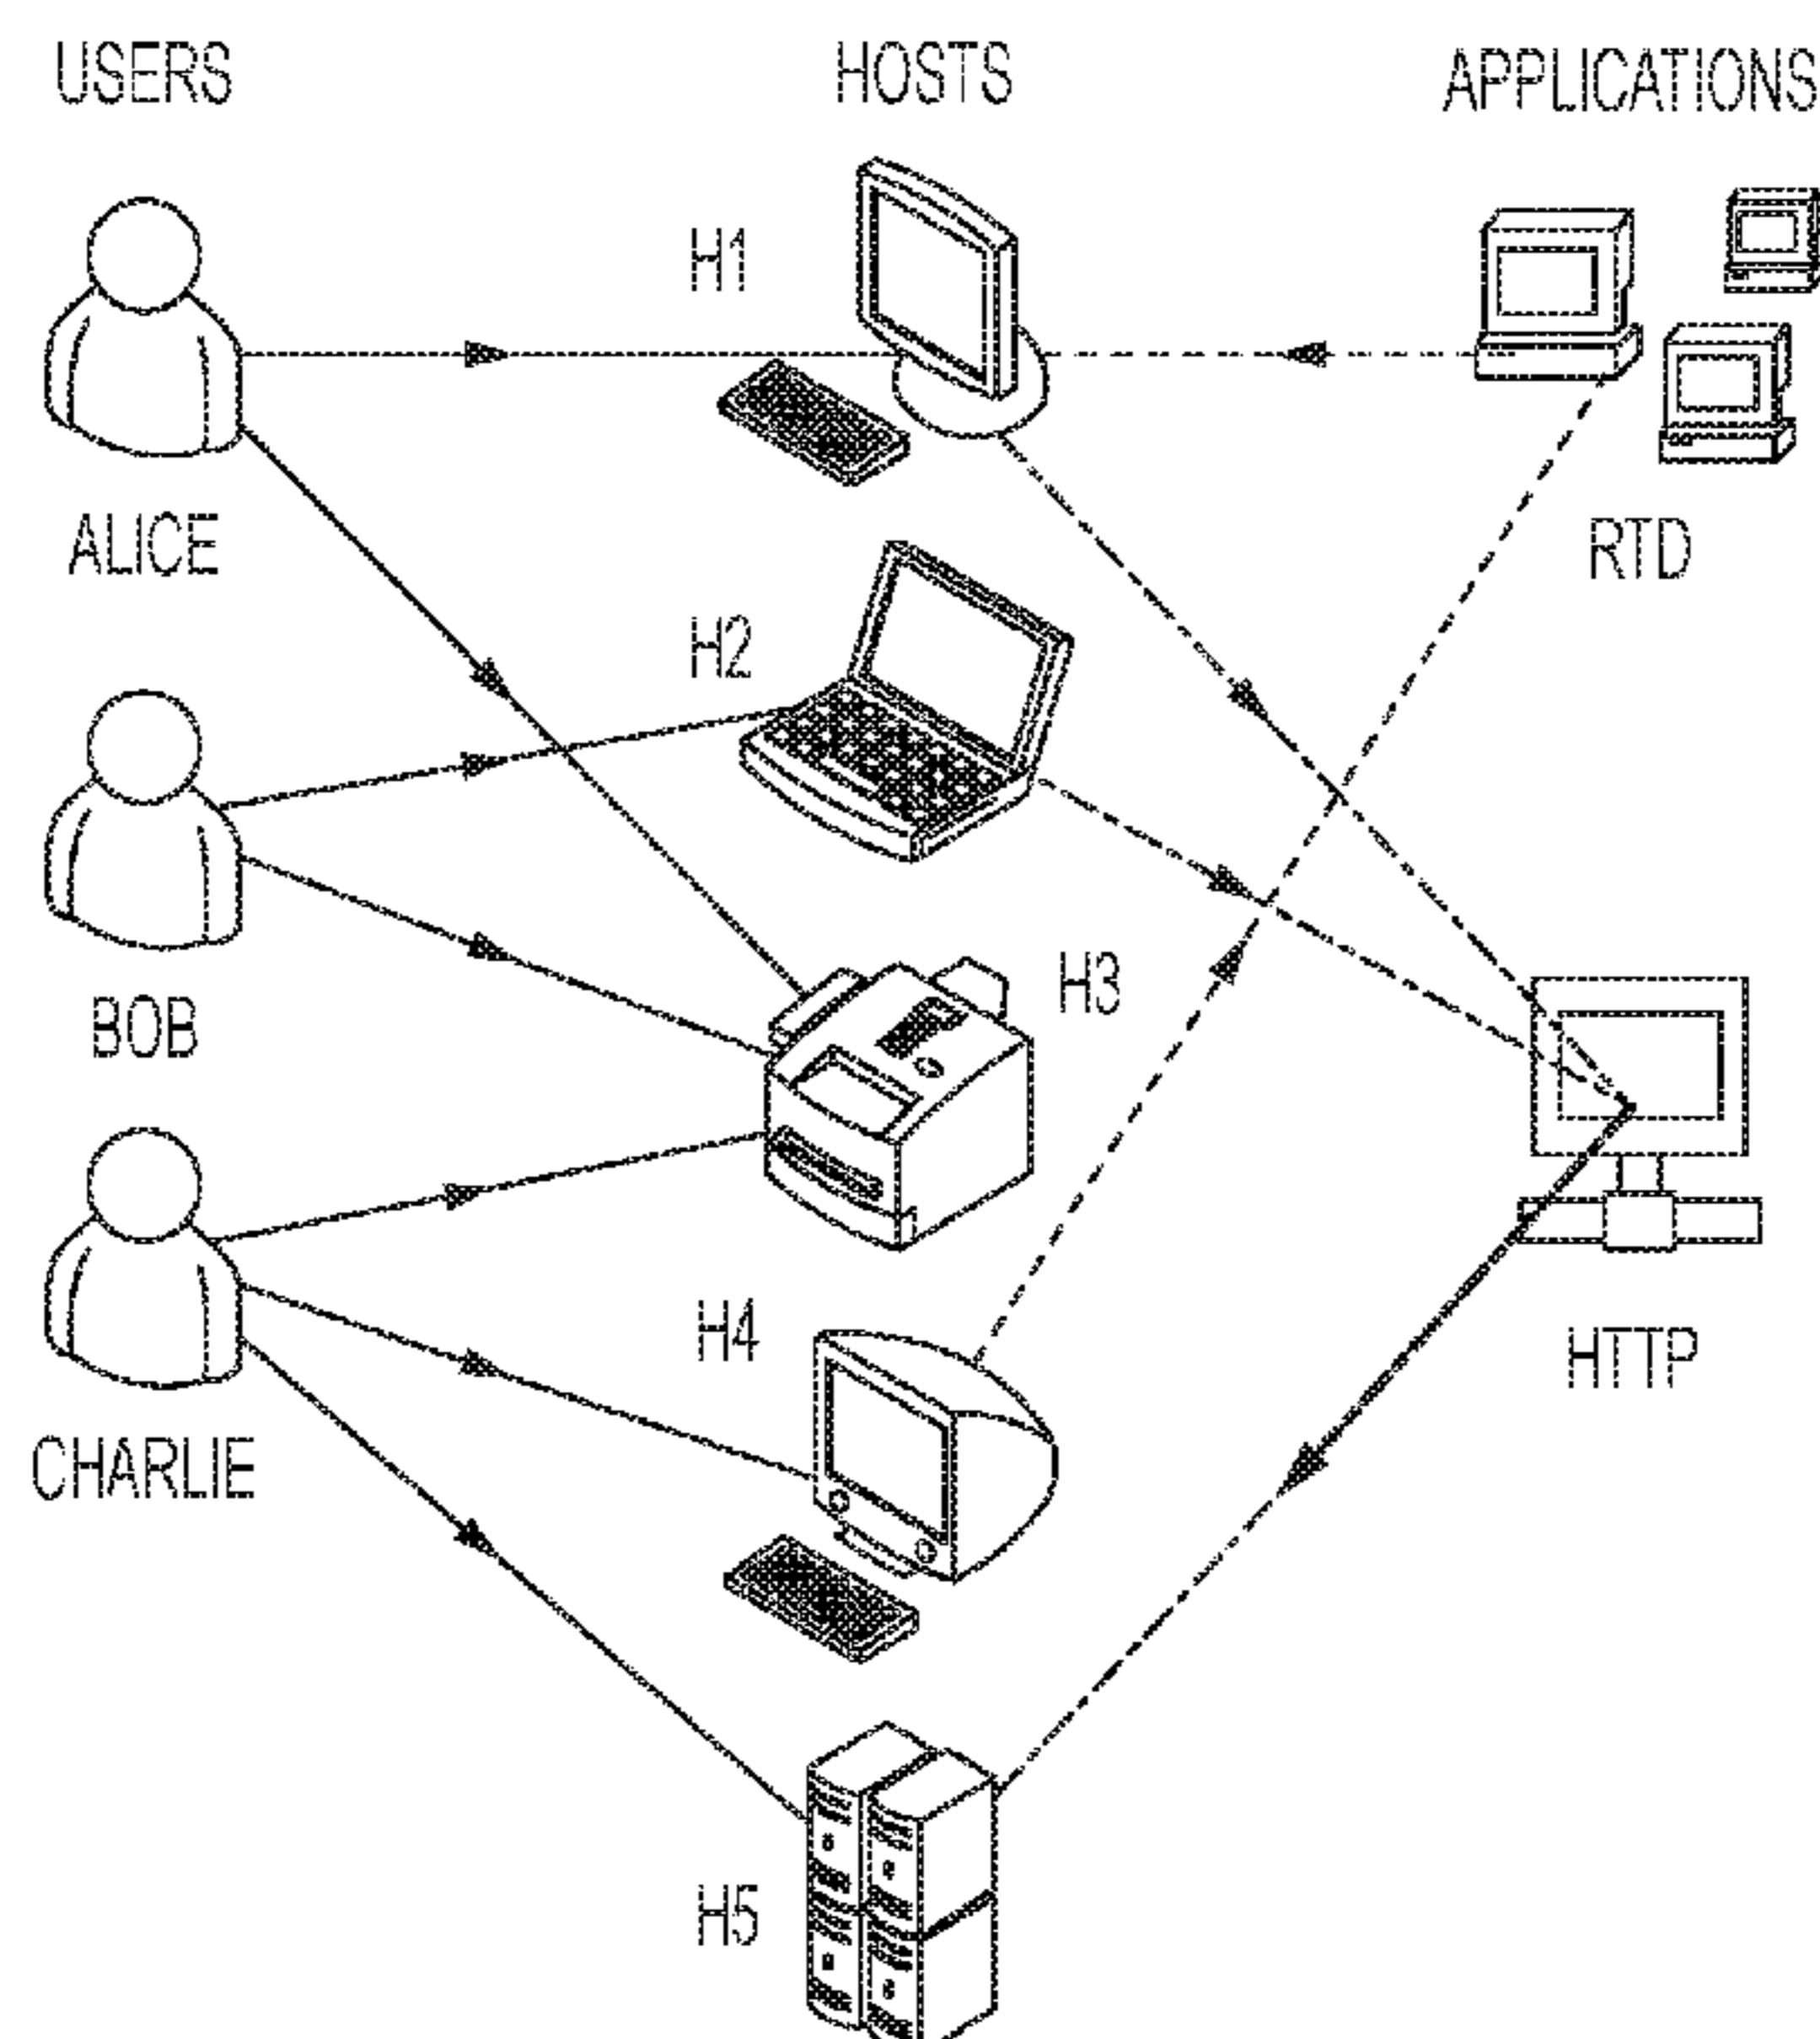 USERS
HOSTS
APPLICATIONS
H1
ALICE
RTD
H2
H3
BOB
H4
HTTP
CHARLIE
H5